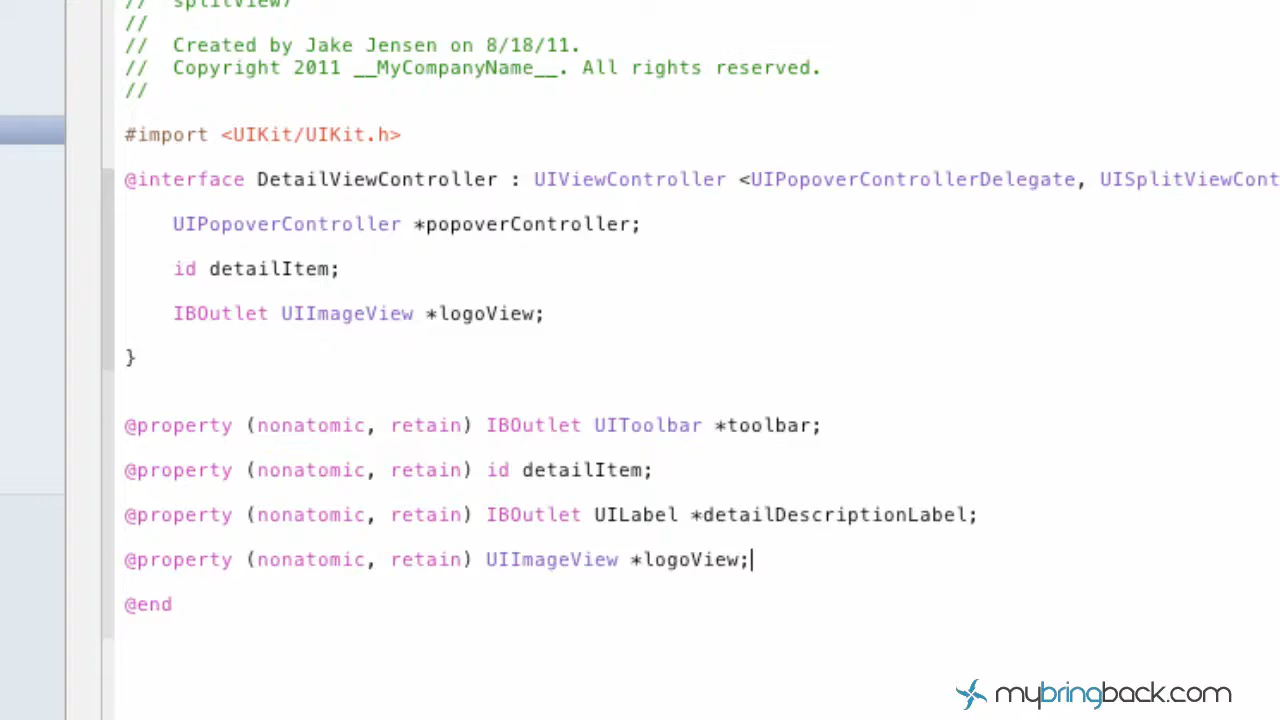 // splitView7
//
// Created by Jake Jensen on 8/18/11.
// Copyright 2011 __MyCompanyName__. All rights reserved.
//
#import <UIKit/UIKit.h>
@interface DetailViewController : UIViewController <UIPopoverControllerDelegate, UISplitViewCont
UIPopoverController *popoverController;
id detailItem;
IBOutlet UIImageView *logoView;
}
@property (nonatomic, retain) IBOutlet UIToolbar *toolbar;
@property (nonatomic, retain) id detailItem;
@property (nonatomic, retain) IBOutlet UILabel *detailDescriptionLabel;
@property (nonatomic, retain) UIImageView *logoView;
@end
mybringback.com